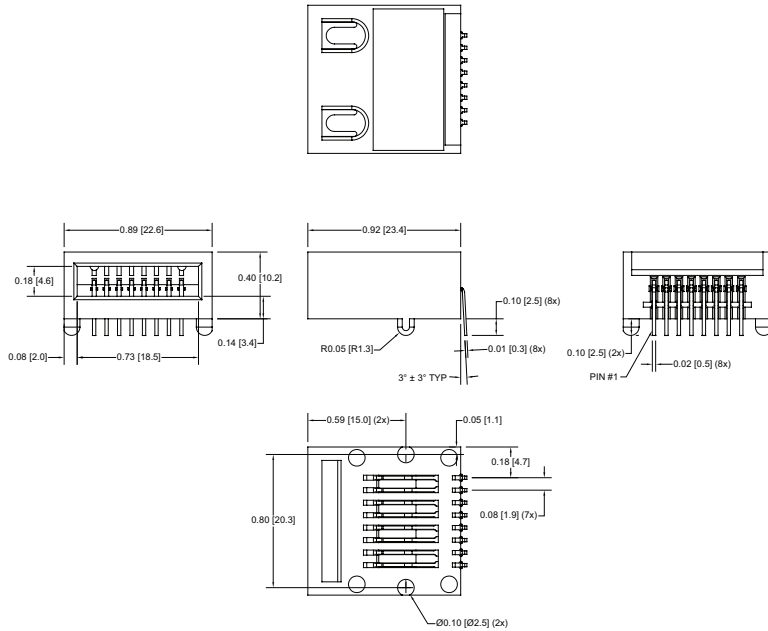 0.89 [22.6]
0.92 [23.4]
0.18 [4.6]
0.40 [10.2]
0.10 [2.5] (8x)
0.14 [3.4]
0.08 [2.0]
0.73 [18.5]
R0.05 [R1.3]
0.01 [0.3] (8x)
3° ± 3° TYP
0.10 [2.5] (2x)
0.02 [0.5] (8x)
PIN #1
0.59 [15.0] (2x)
0.05 [1.1]
0.18 [4.7]
0.08 [1.9] (7x)
0.80 [20.3]
Ø0.10 [Ø2.5] (2x)